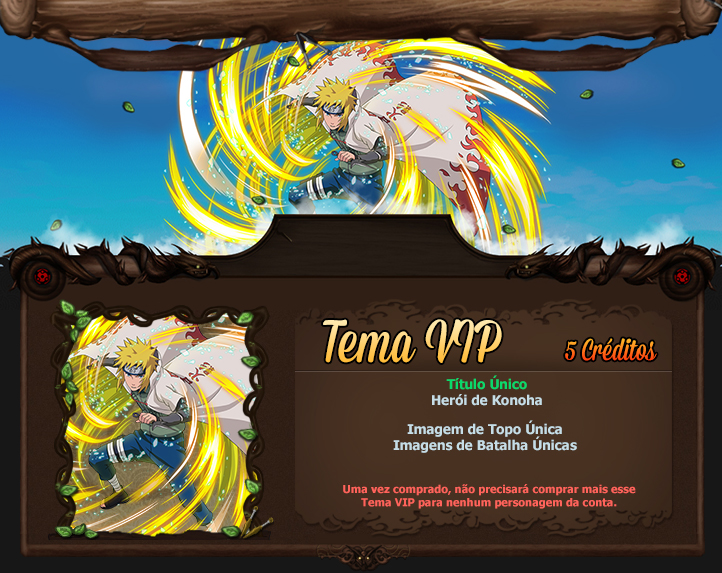 Tema VIP
5 Créditos
Título Único
Herói de Konoha
Imagem de Topo Única
Imagens de Batalha Únicas
Uma vez comprado, não precisará comprar mais esse
Tema VIP para nenhum personagem da conta.